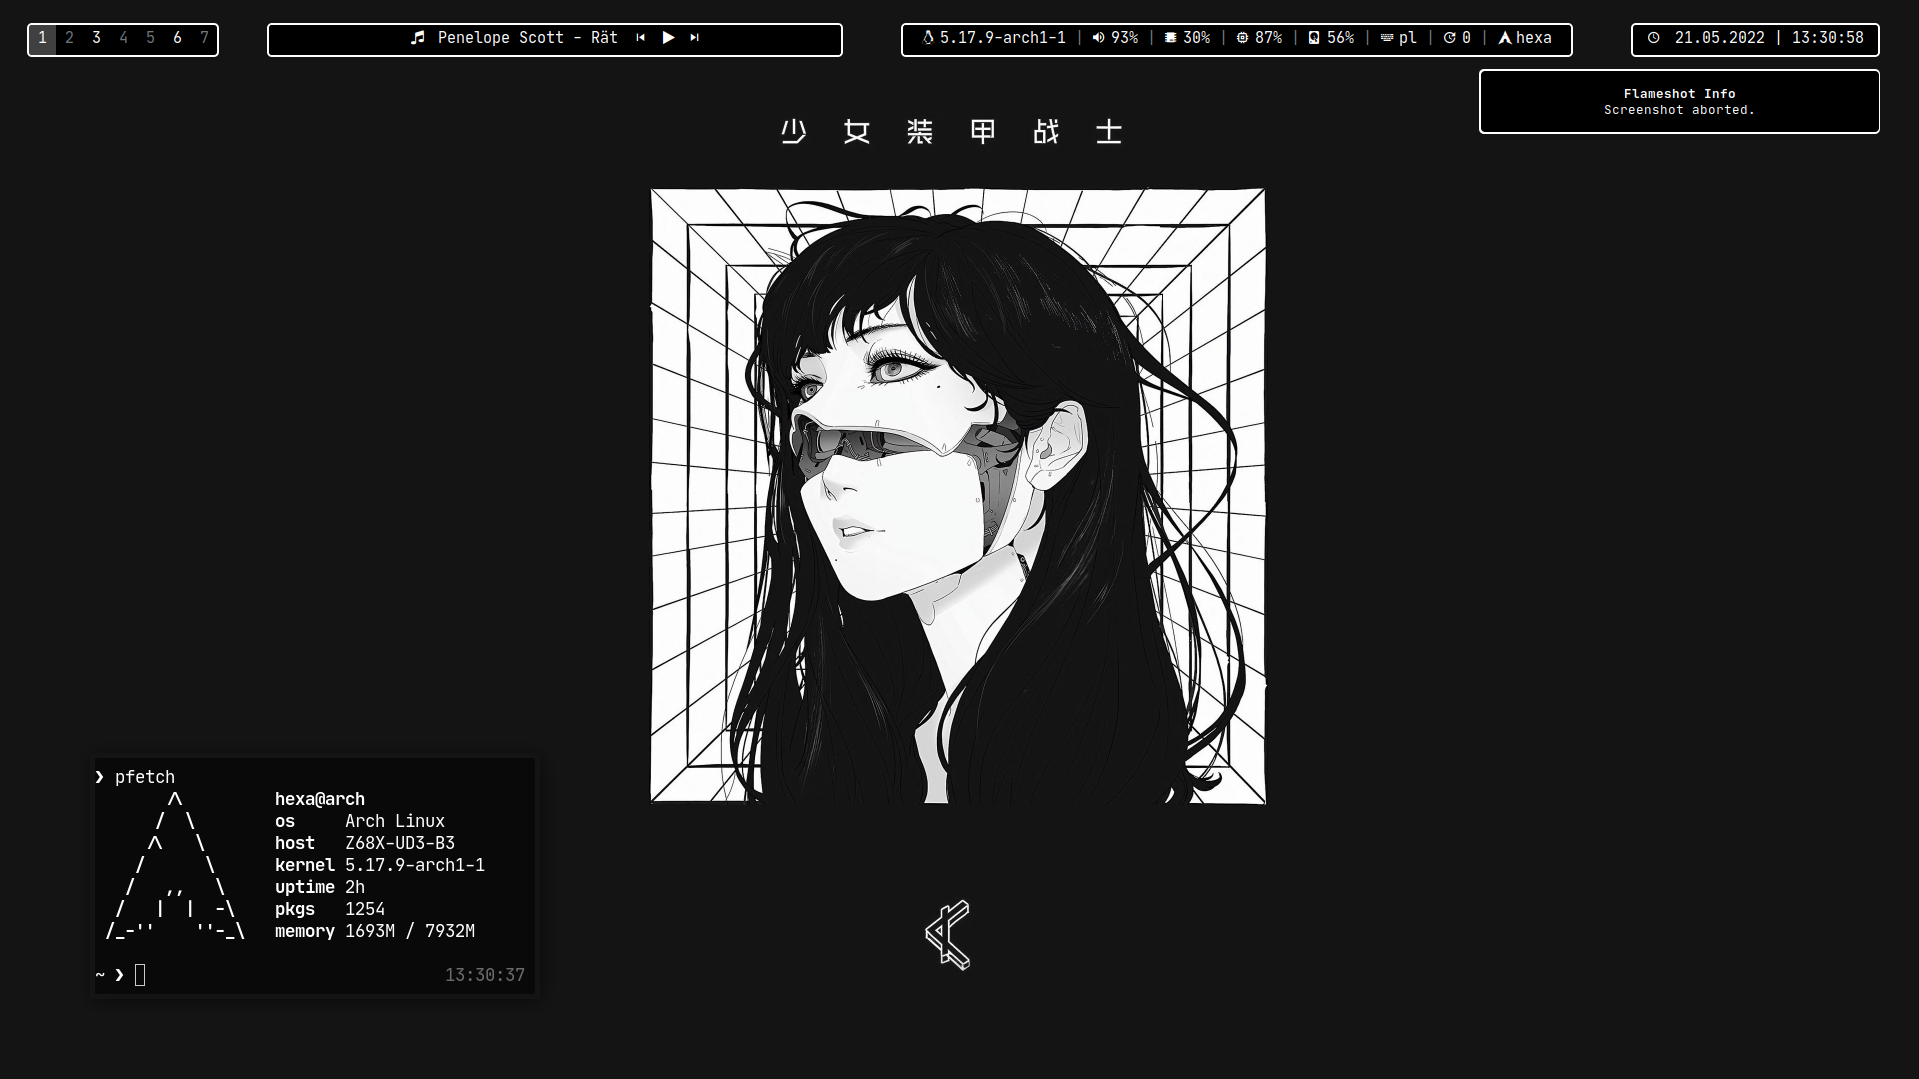 1 2 3 4 5 6 7
Penelope Scott - Rät
5.17.9-arch1-1 | 93% | 30% | 87% | 56% | pl | 0 | hexa
21.05.2022 | 13:30:58
Flameshot Info
Screenshot aborted.
少女装甲战士
❯ pfetch
hexa@arch
os Arch Linux
host Z68X-UD3-B3
kernel 5.17.9-arch1-1
uptime 2h
pkgs 1254
memory 1693M / 7932M
~ ❯ 13:30:37